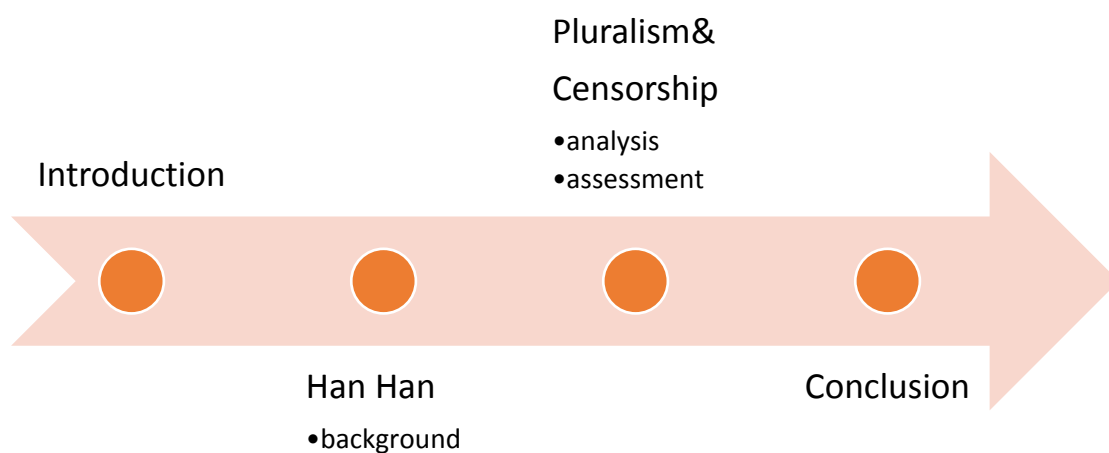 Introduction
Han Han
•background
Pluralism&
Censorship
•analysis
•assessment
Conclusion